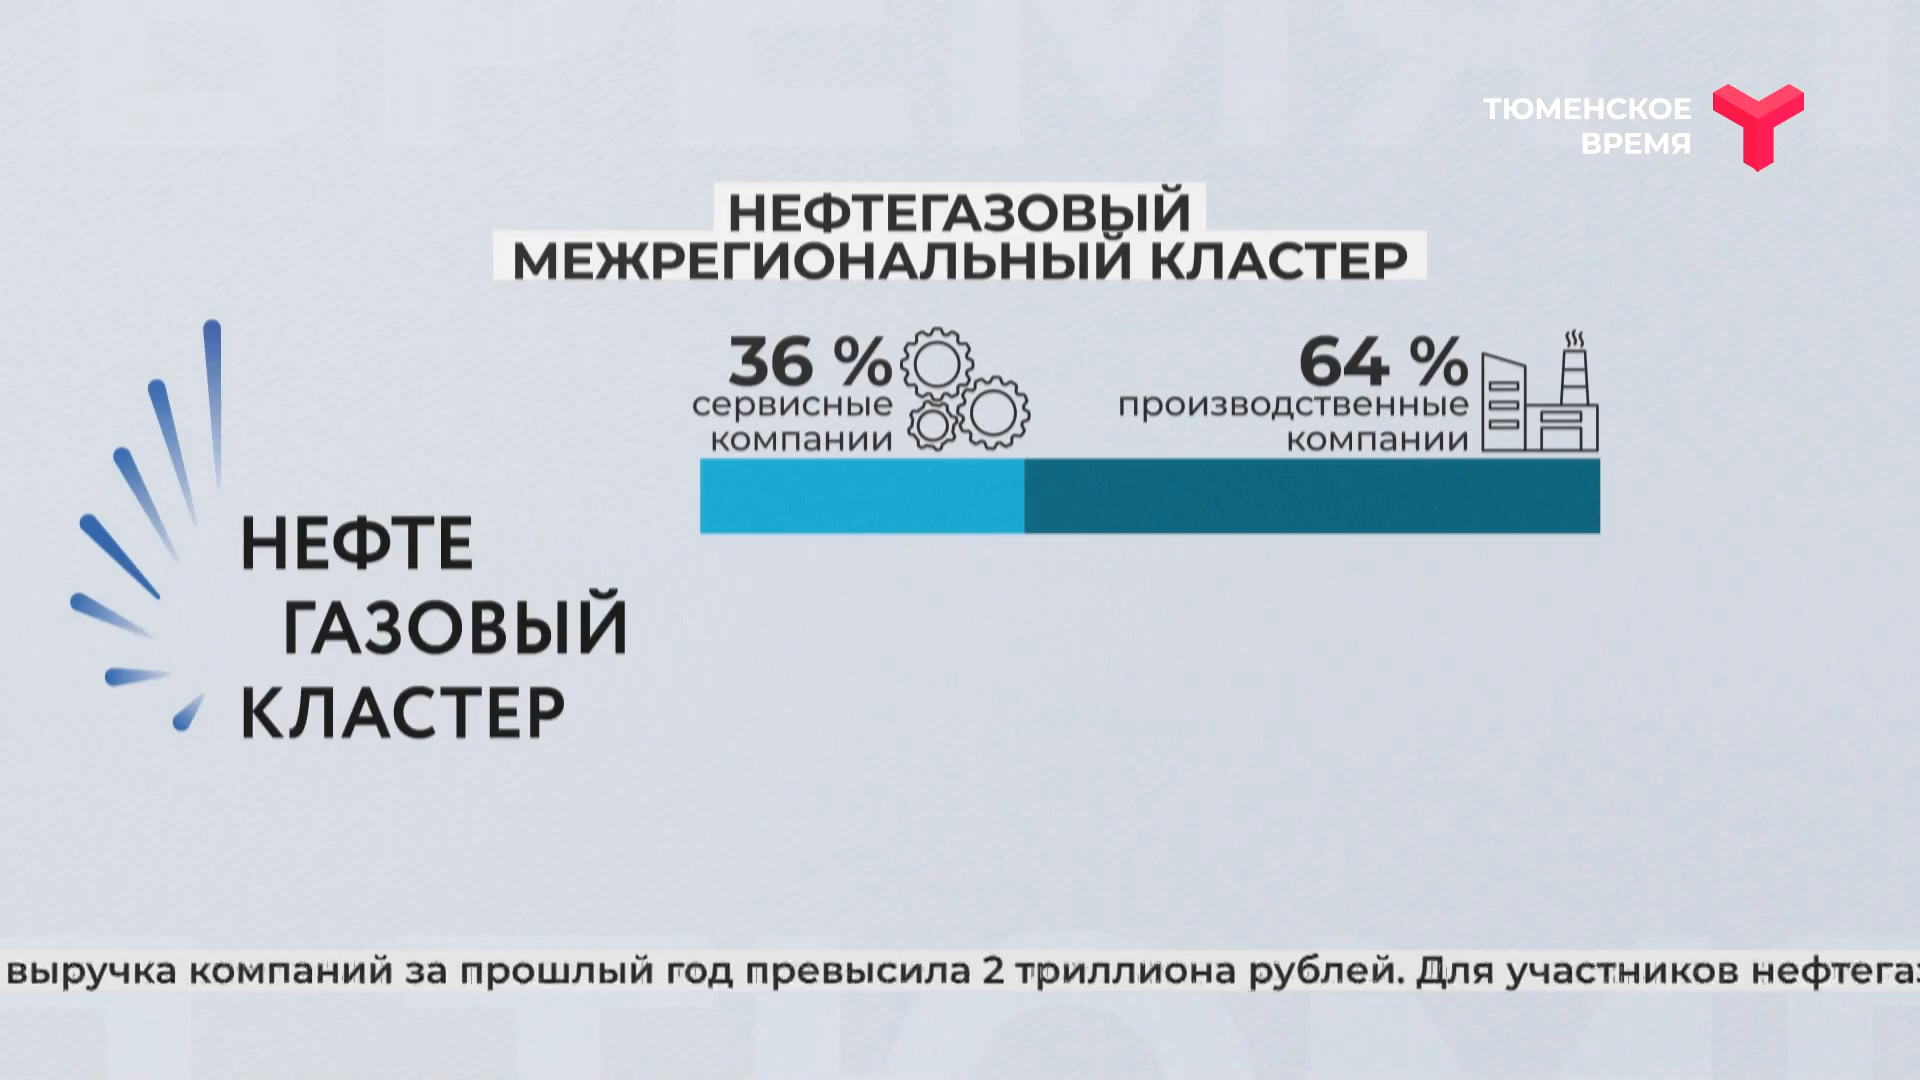 ТЮМЕНСКОЕ
ВРЕМЯ
НЕФТЕГАЗОВЫЙ
МЕЖРЕГИОНАЛЬНЫЙ КЛАСТЕР
36 %
сервисные
компании
64 %
производственные
компании
НЕФТЕ
ГАЗОВЫЙ
КЛАСТЕР
выручка компаний за прошлый год превысила 2 триллиона рублей. Для участников нефтега